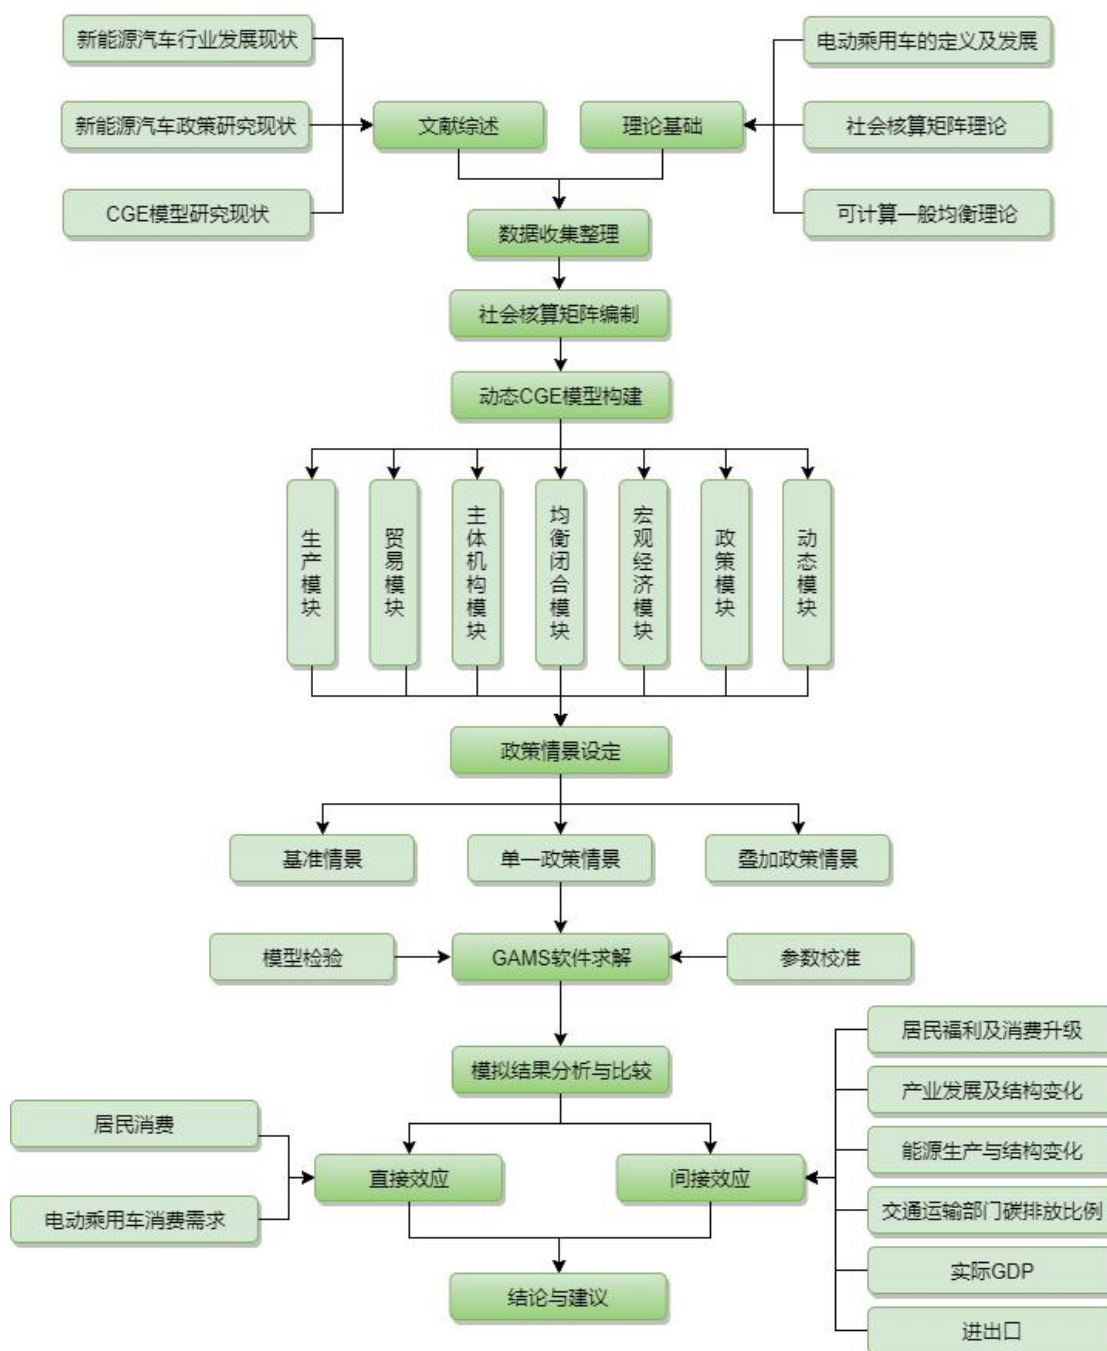 新能源汽车行业发展现状
电动乘用车的定义及发展
新能源汽车政策研究现状
文献综述
理论基础
社会核算矩阵理论
CGE模型研究现状
可计算一般均衡理论
数据收集整理
社会核算矩阵编制
动态CGE模型构建
生产模块
贸易模块
主体机构模块
均衡闭合模块
宏观经济模块
政策模块
动态模块
政策情景设定
基准情景
单一政策情景
叠加政策情景
模型检验
GAMS软件求解
参数校准
居民福利及消费升级
模拟结果分析与比较
产业发展及结构变化
居民消费
能源生产与结构变化
直接效应
间接效应
电动乘用车消费需求
交通运输部门碳排放比例
实际GDP
结论与建议
进出口